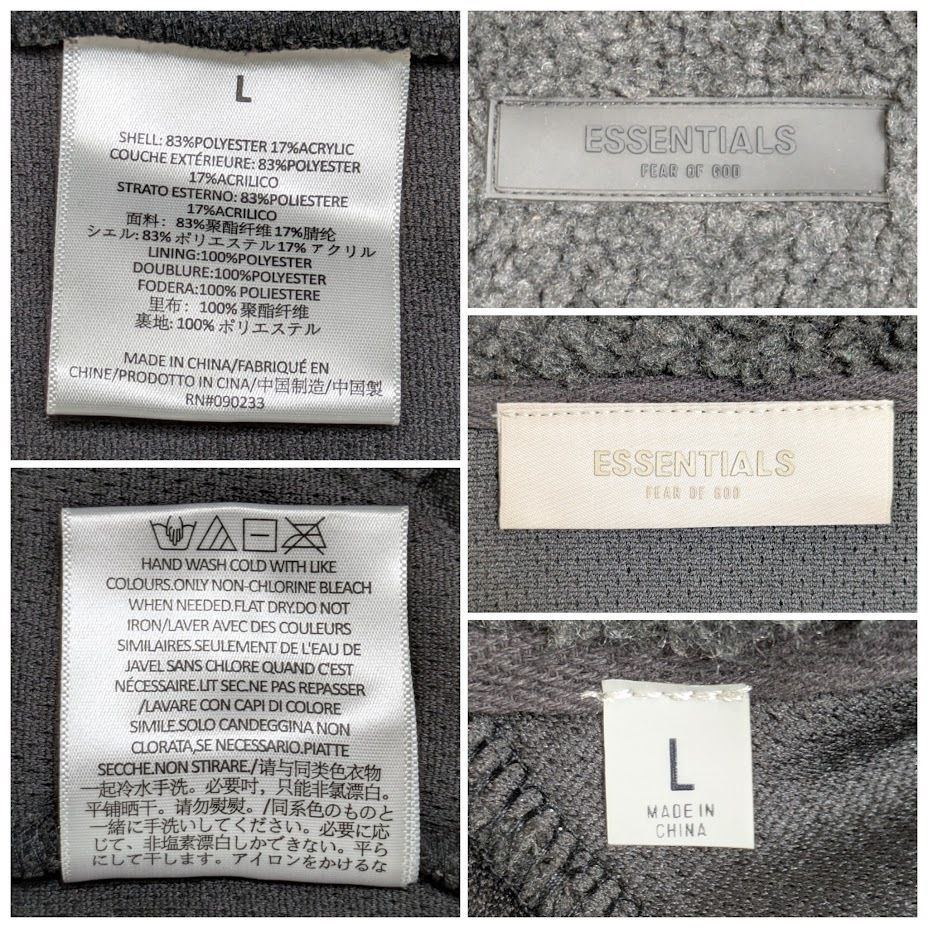 L
SHELL: 83%POLYESTER 17%ACRYLIC
COUCHE EXTÉRIEURE: 83%POLYESTER
17%ACRILICO
STRATO ESTERNO: 83%POLIESTERE
17%ACRILICO
面料：83%聚酯纤维17%腈纶
シェル: 83% ポリエステル17% アクリル
LINING:100%POLYESTER
DOUBLURE:100%POLYESTER
FODERA:100% POLIESTERE
里布：100% 聚酯纤维
裏地:100% ポリエステル
MADE IN CHINA/FABRIQUÉ EN
CHINE/PRODOTTO IN CINA/中国制造/中国製
RN#090233
ESSENTIALS
FEAR OF GOD
ESSENTIALS
FEAR OF GOD
HAND WASH COLD WITH LIKE
COLOURS.ONLY NON-CHLORINE BLEACH
WHEN NEEDED.FLAT DRY.DO NOT
IRON/LAVER AVEC DES COULEURS
SIMILAIRES.SEULEMENT DE L'EAU DE
JAVEL SANS CHLORE QUAND C'EST
NÉCESSAIRE.LIT SEC.NE PAS REPASSER
/LAVARE CON CAPI DI COLORE
SIMILE.SOLO CANDEGGINA NON
CLORATA,SE NECESSARIO.PIATTE
SECCHE.NON STIRARE./请与同类色衣物
一起冷水手洗。必要时，只能非氯漂白。
平铺晒干。请勿熨熨。/同系色のものと
一緒に手洗いしてください。必要に応
じて、非塩素漂白しかできない。平ら
にして干します。アイロンをかけるな
L
MADE IN
CHINA